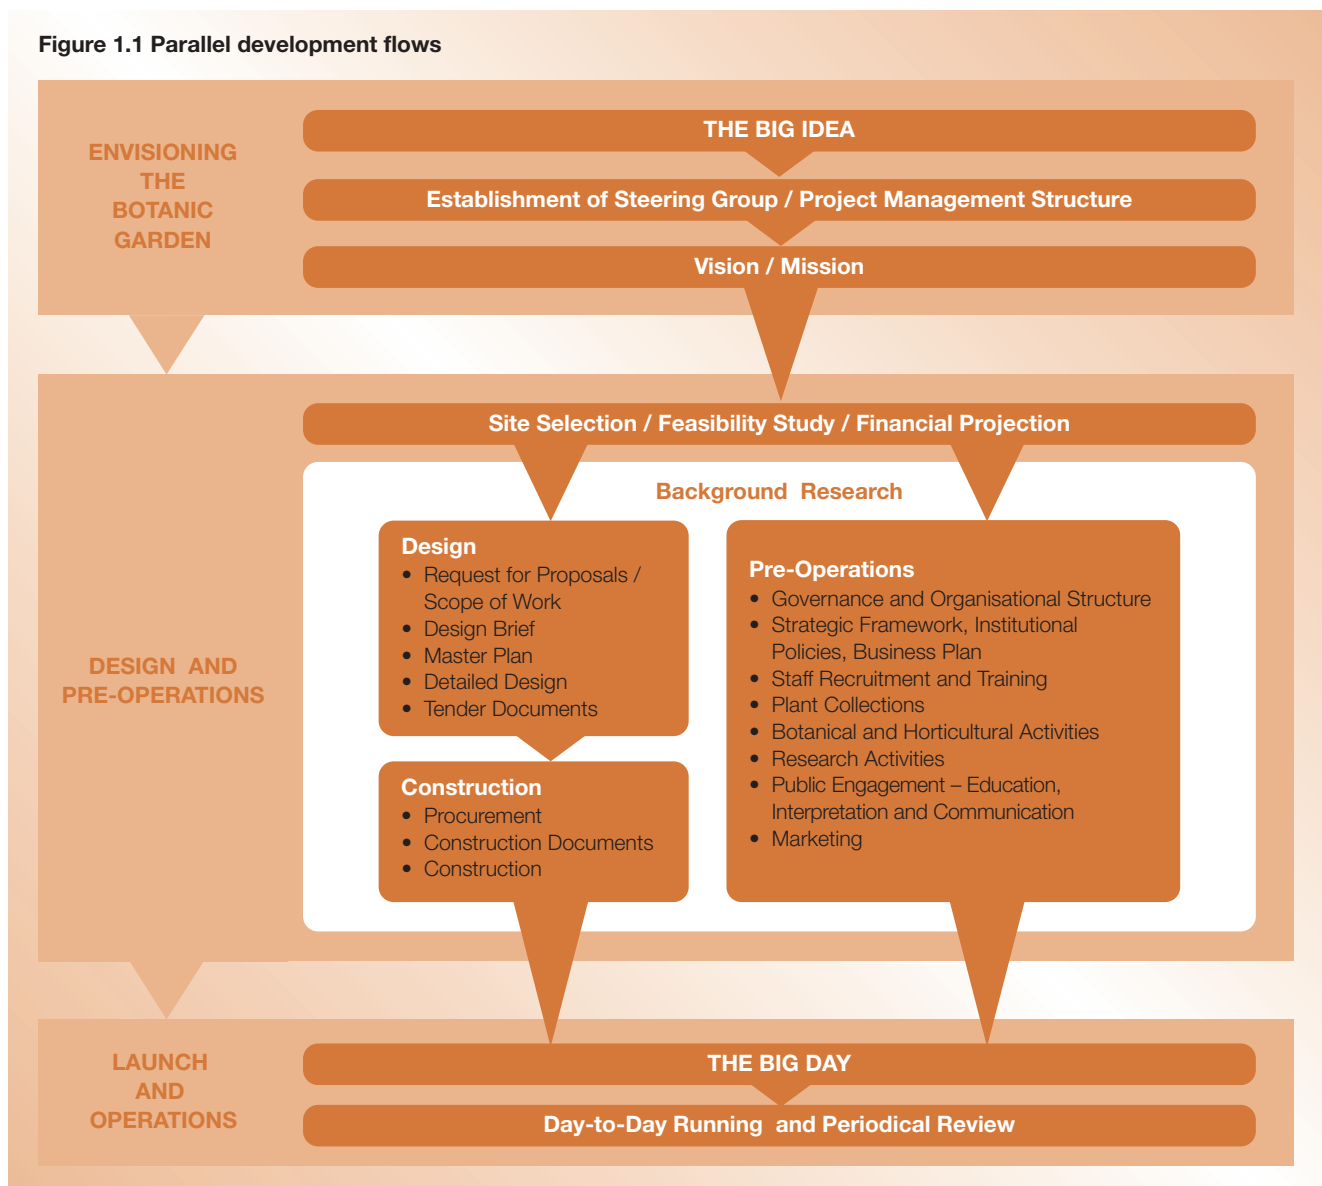 Figure 1.1 Parallel development flows
ENVISIONING
THE
BOTANIC
GARDEN
THE BIG IDEA
Establishment of Steering Group / Project Management Structure
Vision / Mission
DESIGN AND
PRE-OPERATIONS
Site Selection / Feasibility Study / Financial Projection
Background Research
Design
• Request for Proposals /
Scope of Work
• Design Brief
• Master Plan
• Detailed Design
• Tender Documents
Construction
• Procurement
• Construction Documents
• Construction
Pre-Operations
• Governance and Organisational Structure
• Strategic Framework, Institutional
Policies, Business Plan
• Staff Recruitment and Training
• Plant Collections
• Botanical and Horticultural Activities
• Research Activities
• Public Engagement – Education,
Interpretation and Communication
• Marketing
LAUNCH
AND
OPERATIONS
THE BIG DAY
Day-to-Day Running and Periodical Review